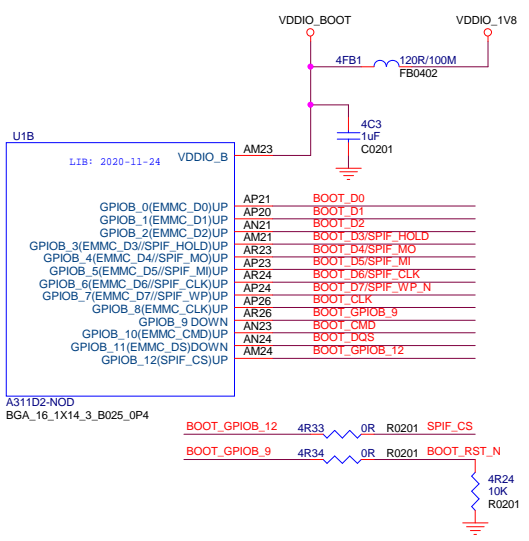 VDDIO_BOOT VDDIO_1V8
4FB1 120R/100M
FB0402
4C3
1uF
C0201
U1B
LIB: 2020-11-24
VDDIO_B AM23
GPIOB_0(EMMC_D0)UP AP21 BOOT_D0
GPIOB_1(EMMC_D1)UP AP20 BOOT_D1
GPIOB_2(EMMC_D2)UP AN21 BOOT_D2
GPIOB_3(EMMC_D3//SPIF_HOLD)UP AM21 BOOT_D3/SPIF_HOLD
GPIOB_4(EMMC_D4//SPIF_MO)UP AR23 BOOT_D4/SPIF_MO
GPIOB_5(EMMC_D5//SPIF_MI)UP AP23 BOOT_D5/SPIF_MI
GPIOB_6(EMMC_D6//SPIF_CLK)UP AR24 BOOT_D6/SPIF_CLK
GPIOB_7(EMMC_D7//SPIF_WP)UP AP24 BOOT_D7/SPIF_WP_N
GPIOB_8(EMMC_CLK)UP AP26 BOOT_CLK
GPIOB_9 DOWN AR26 BOOT_GPIOB_9
GPIOB_10(EMMC_CMD)UP AN23 BOOT_CMD
GPIOB_11(EMMC_DS)DOWN AN24 BOOT_DQS
GPIOB_12(SPIF_CS)UP AM24 BOOT_GPIOB_12
A311D2-NOD
BGA_16_1X14_3_B025_0P4
BOOT_GPIOB_12 4R33 0R R0201 SPIF_CS
BOOT_GPIOB_9 4R34 0R R0201 BOOT_RST_N
4R24
10K
R0201